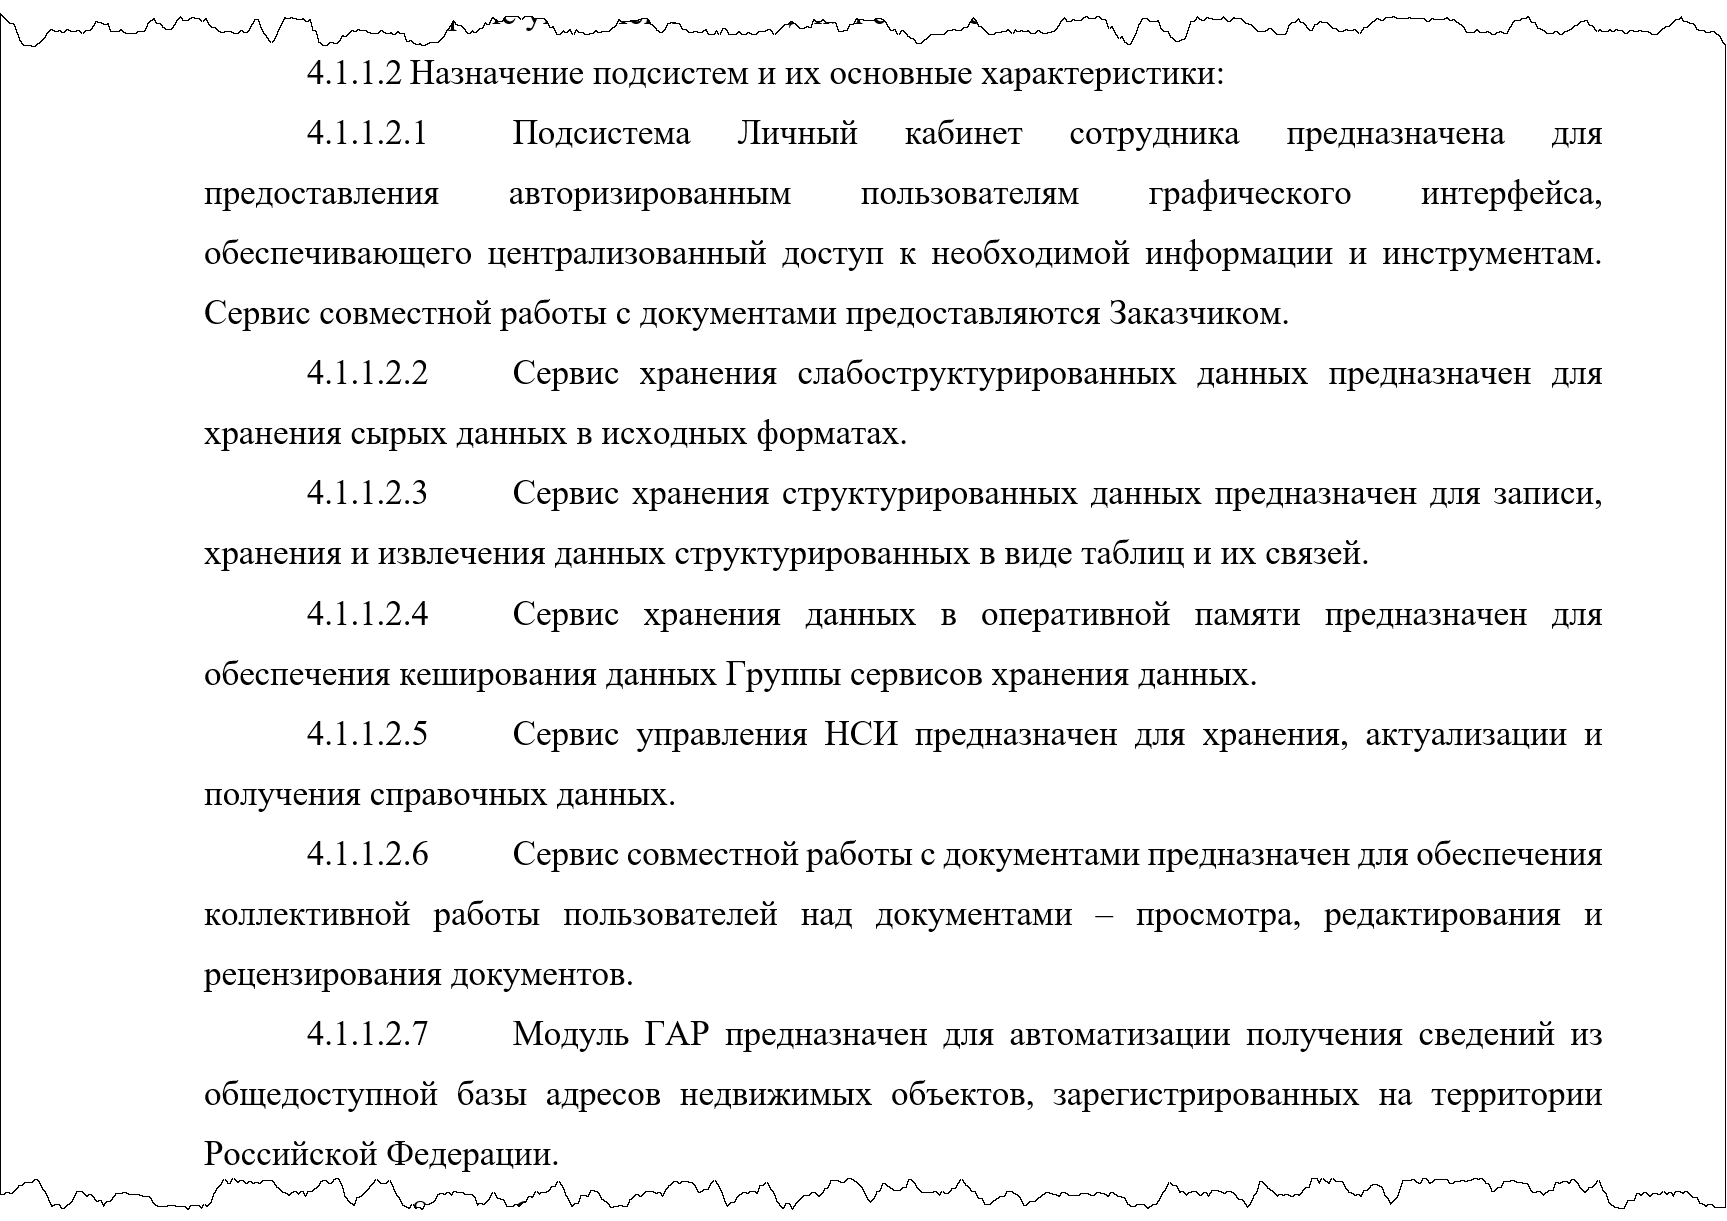 4.1.1.2 Назначение подсистем и их основные характеристики:
4.1.1.2.1 Подсистема Личный кабинет сотрудника предназначена для
предоставления авторизированным пользователям графического интерфейса,
обеспечивающего централизованный доступ к необходимой информации и инструментам.
Сервис совместной работы с документами предоставляются Заказчиком.
4.1.1.2.2 Сервис хранения слабоструктурированных данных предназначен для
хранения сырых данных в исходных форматах.
4.1.1.2.3 Сервис хранения структурированных данных предназначен для записи,
хранения и извлечения данных структурированных в виде таблиц и их связей.
4.1.1.2.4 Сервис хранения данных в оперативной памяти предназначен для
обеспечения кеширования данных Группы сервисов хранения данных.
4.1.1.2.5 Сервис управления НСИ предназначен для хранения, актуализации и
получения справочных данных.
4.1.1.2.6 Сервис совместной работы с документами предназначен для обеспечения
коллективной работы пользователей над документами – просмотра, редактирования и
рецензирования документов.
4.1.1.2.7 Модуль ГАР предназначен для автоматизации получения сведений из
общедоступной базы адресов недвижимых объектов, зарегистрированных на территории
Российской Федерации.